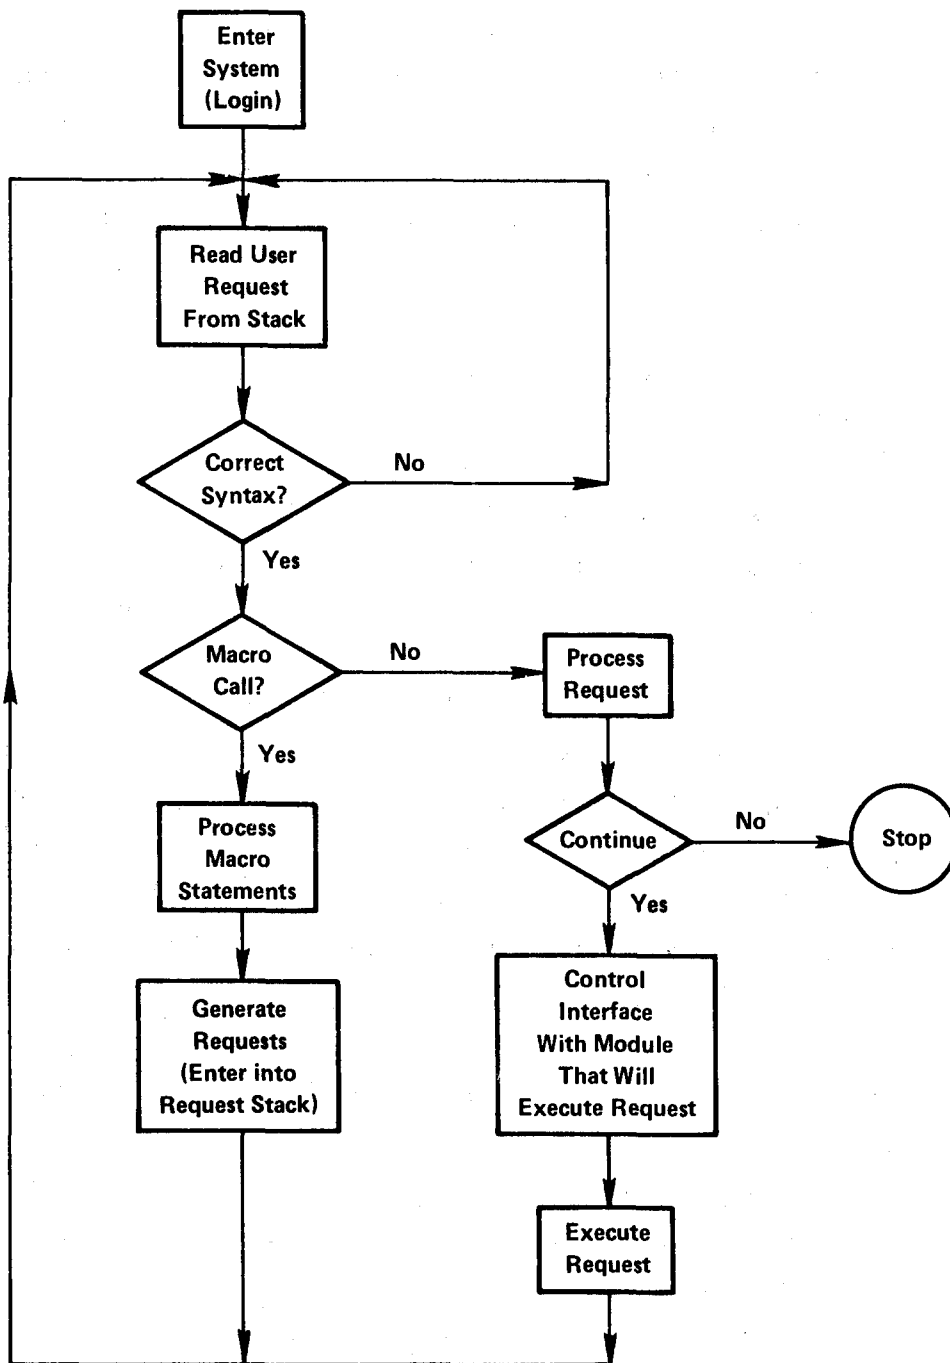 Enter
System
(Login)
Read User
Request
From Stack
Correct
Syntax?
No
Yes
Macro
Call?
No
Process
Request
Yes
Process
Macro
Statements
Continue
No
Stop
Yes
Generate
Requests
(Enter into
Request Stack)
Control
Interface
With Module
That Will
Execute Request
Execute
Request